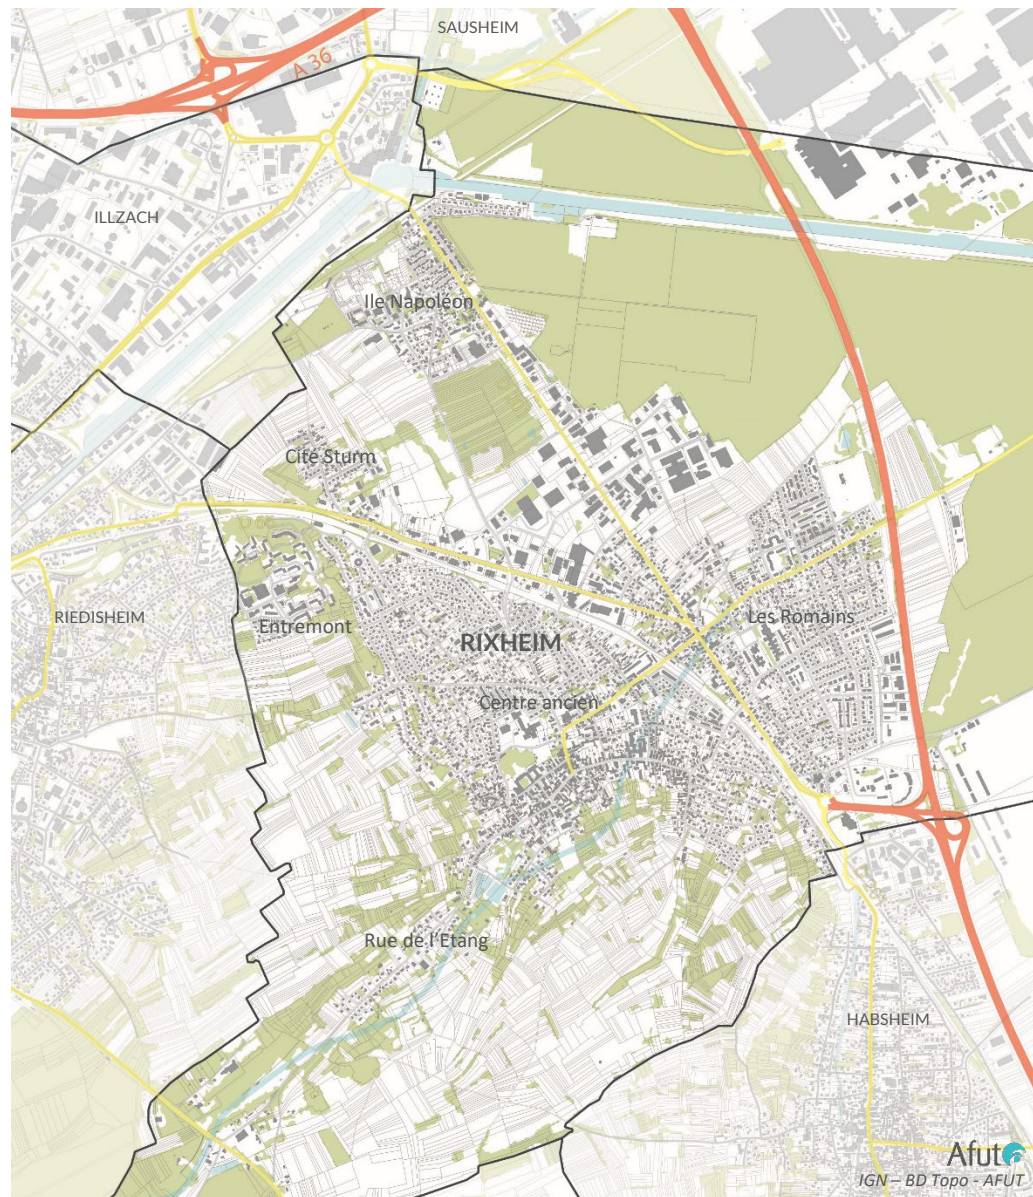 SAUSHEIM
A 36
ILLZACH
Ile Napoléon
Cité Sturm
D 66
RIEDISHEIM
Entremont
RIXHEIM
Les Romains
Centre ancien
Rue de l'Etang
HABSHEIM
Afut
IGN – BD Topo - AFUT